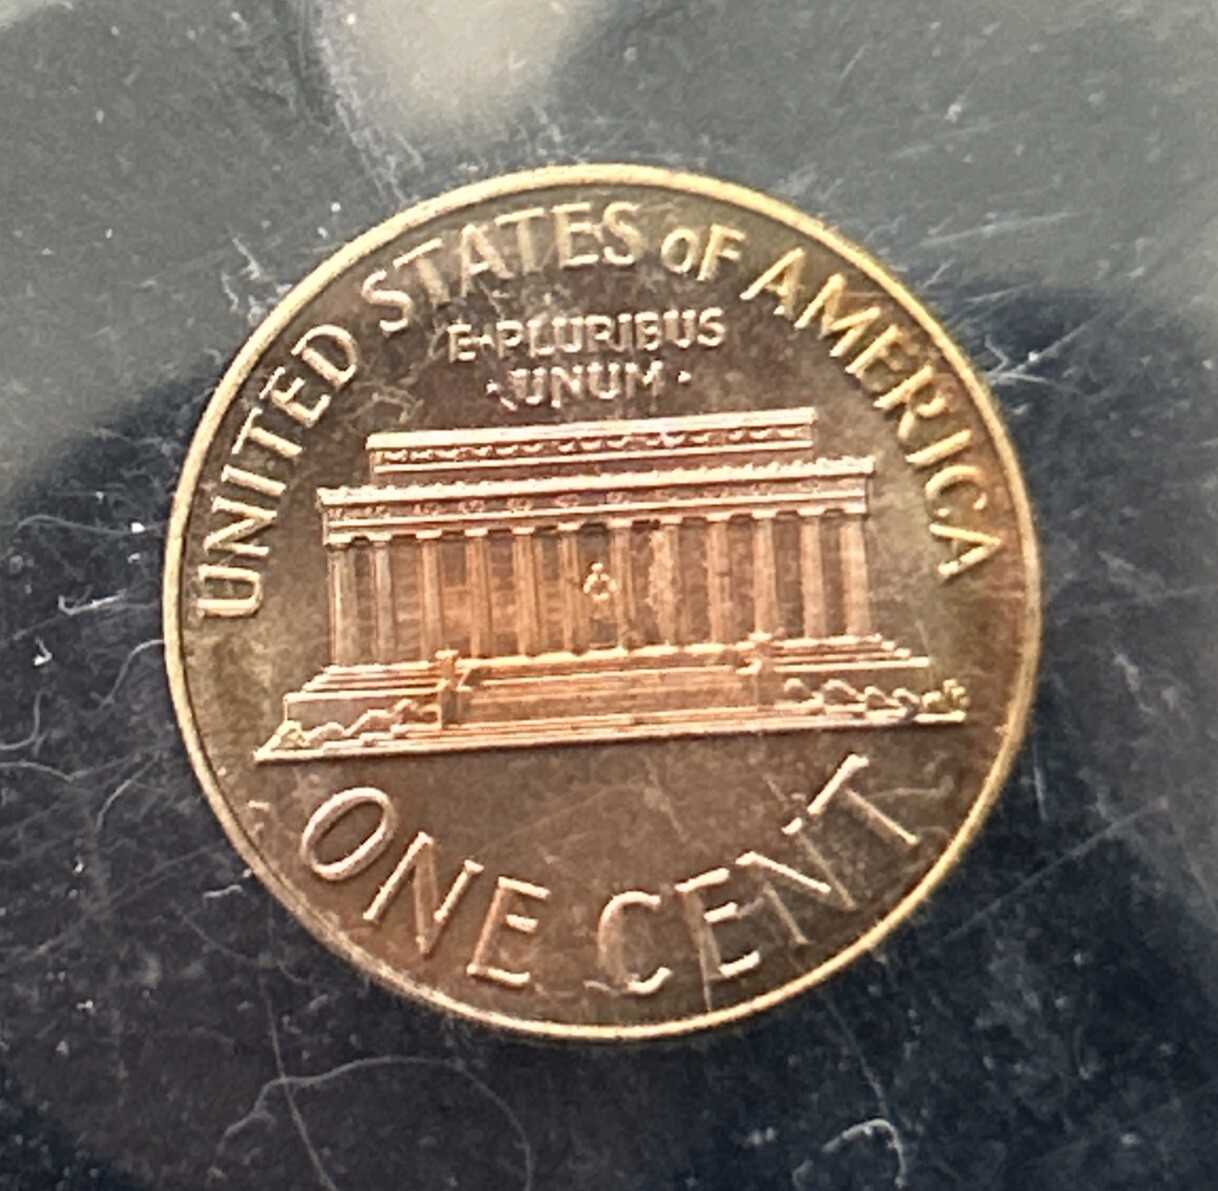 UNITED STATES oF AMERICA
E·PLURIBUS
·UNUM·
ONE CENT